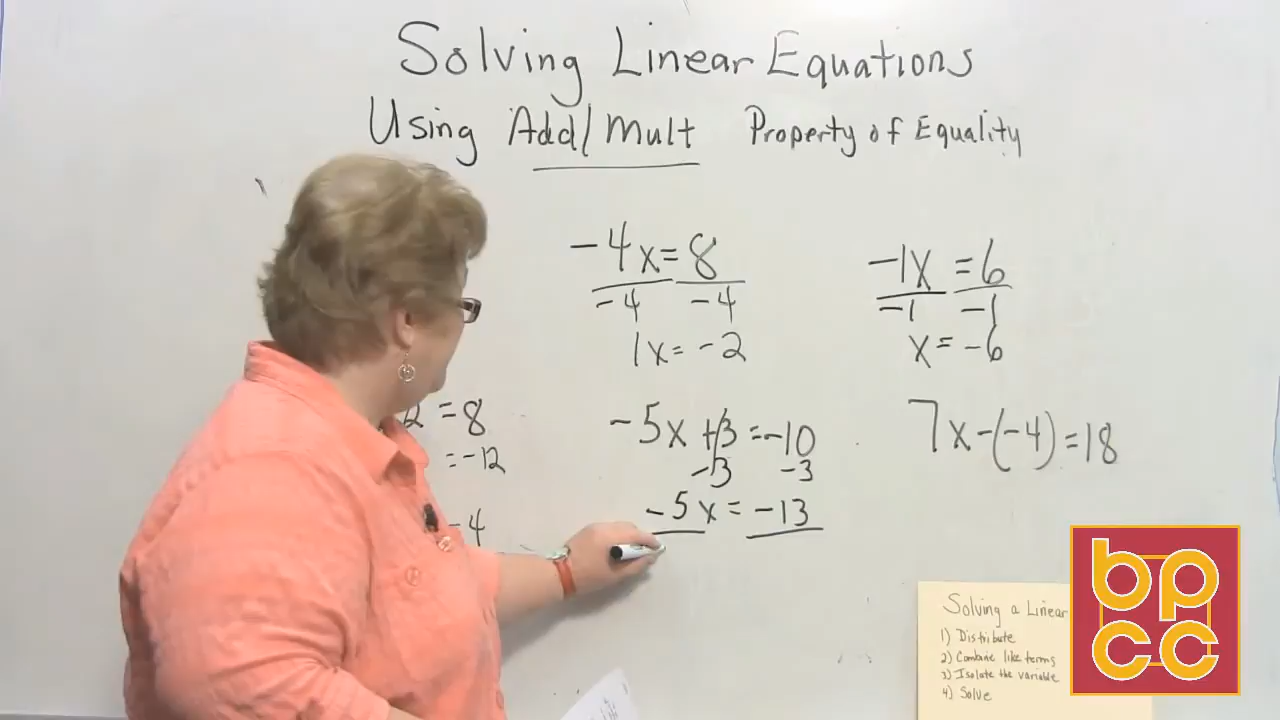 Solving Linear Equations
Using Add/Mult Property of Equality
-4x=8
-4 -4
1x=-2
-1x=6
-1 -1
x=-6
2=8
=-12
-4
-5x+3=-10
-3 -3
-5x=-13
7x-(-4)=18
Solving a Linear
1) Distribute
2) Combine like terms
3) Isolate the variable
4) Solve
bpcc